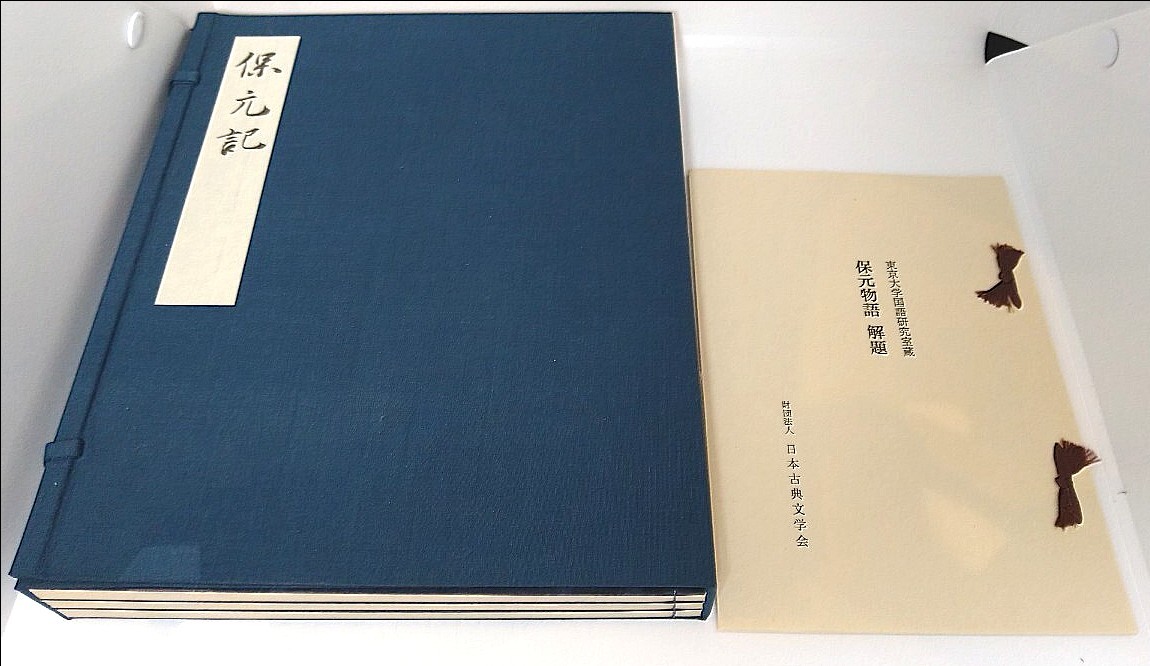 保元記
東京大学国語研究室蔵
保元物語 解題
財団法人 日本古典文学会